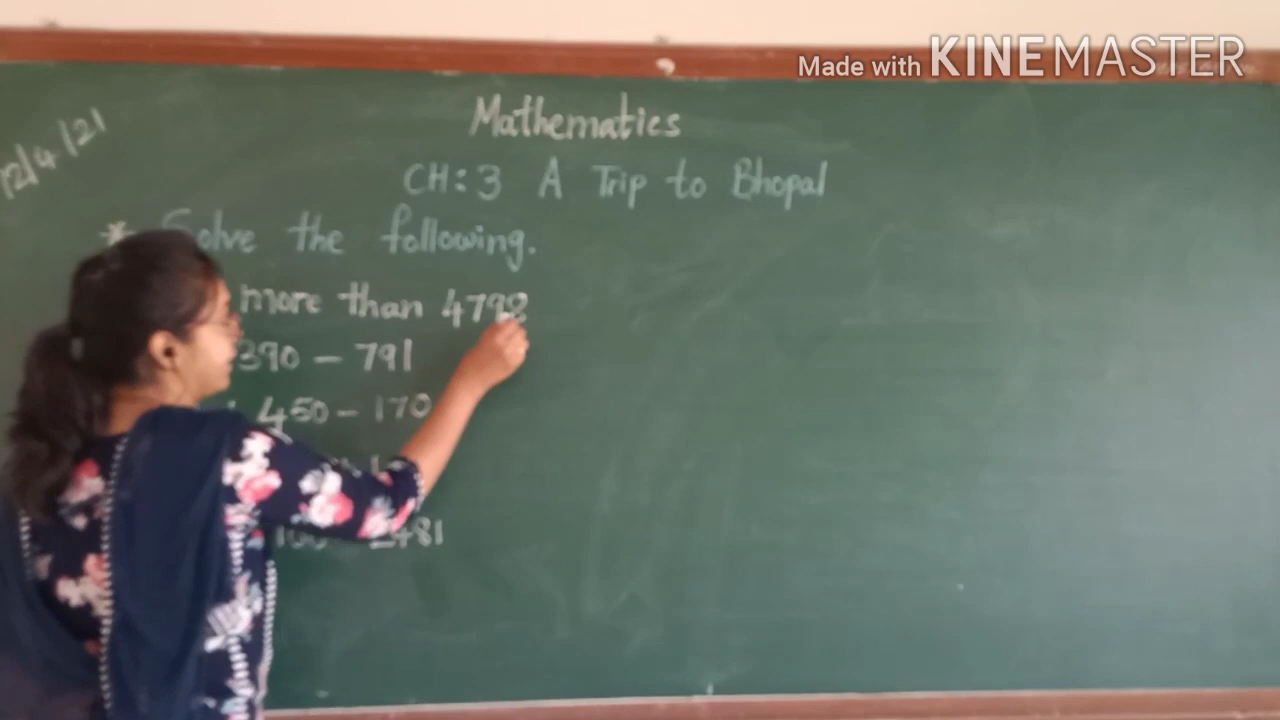 Made with KINEMASTER
Mathematics
12/4/21
CH: 3 A Trip to Bhopal
* Solve the following.
more than 4798
390 - 791
450 - 170
2481